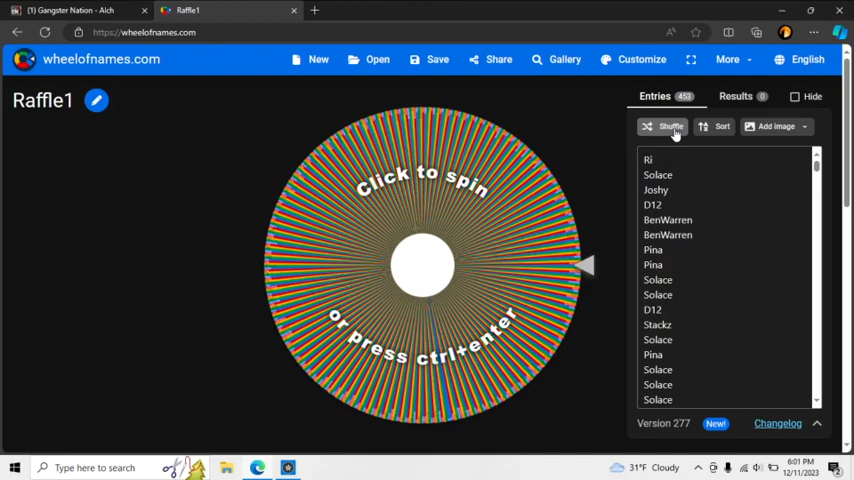 (1) Gangster Nation - Alch
Raffle1
https://wheelofnames.com
wheelofnames.com
New
Open
Save
Share
Gallery
Customize
More
English
Raffle1
Entries 453
Results 0
Hide
Shuffle
Sort
Add image
Click to spin
or press ctrl+enter
Ri
Solace
Joshy
D12
BenWarren
BenWarren
Pina
Pina
Solace
Solace
D12
Stackz
Solace
Pina
Solace
Solace
Solace
Version 277
New!
Changelog
Type here to search
31°F Cloudy
6:01 PM
12/11/2023
2